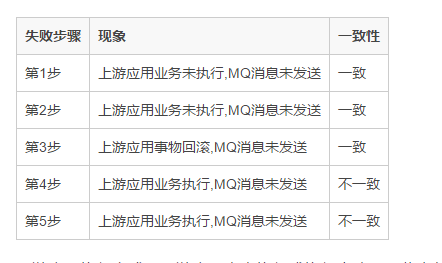 失败步骤 现象 一致性
第1步 上游应用业务未执行,MQ消息未发送 一致
第2步 上游应用业务未执行,MQ消息未发送 一致
第3步 上游应用事物回滚,MQ消息未发送 一致
第4步 上游应用业务执行,MQ消息未发送 不一致
第5步 上游应用业务执行,MQ消息未发送 不一致